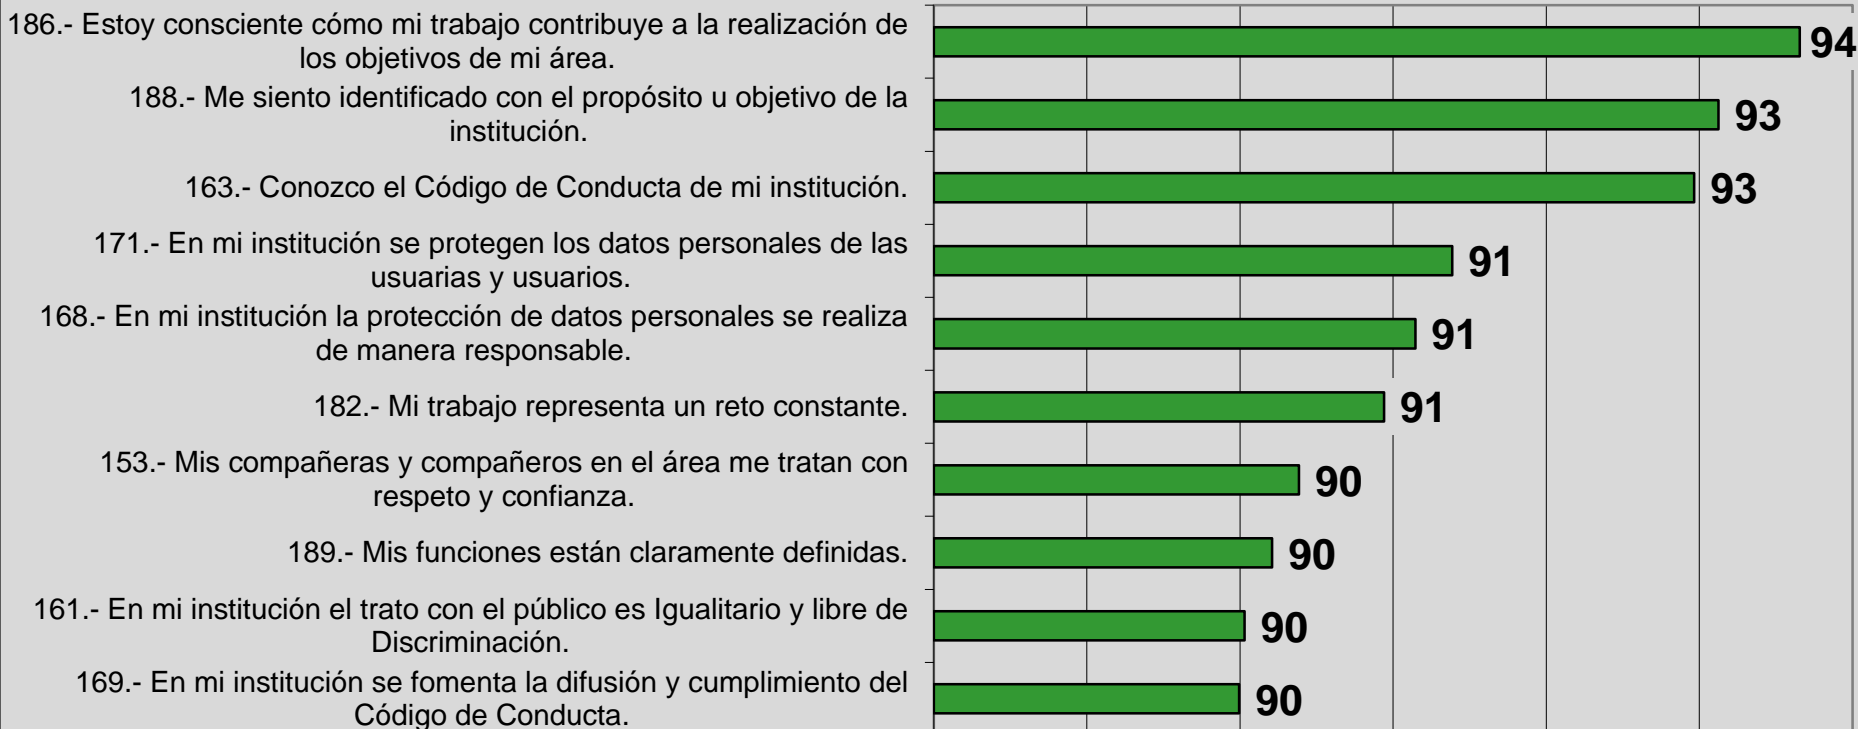 186.- Estoy consciente cómo mi trabajo contribuye a la realización de
los objetivos de mi área.
94
188.- Me siento identificado con el propósito u objetivo de la
institución.
93
163.- Conozco el Código de Conducta de mi institución.
93
171.- En mi institución se protegen los datos personales de las
usuarias y usuarios.
91
168.- En mi institución la protección de datos personales se realiza
de manera responsable.
91
182.- Mi trabajo representa un reto constante.
91
153.- Mis compañeras y compañeros en el área me tratan con
respeto y confianza.
90
189.- Mis funciones están claramente definidas.
90
161.- En mi institución el trato con el público es Igualitario y libre de
Discriminación.
90
169.- En mi institución se fomenta la difusión y cumplimiento del
Código de Conducta.
90